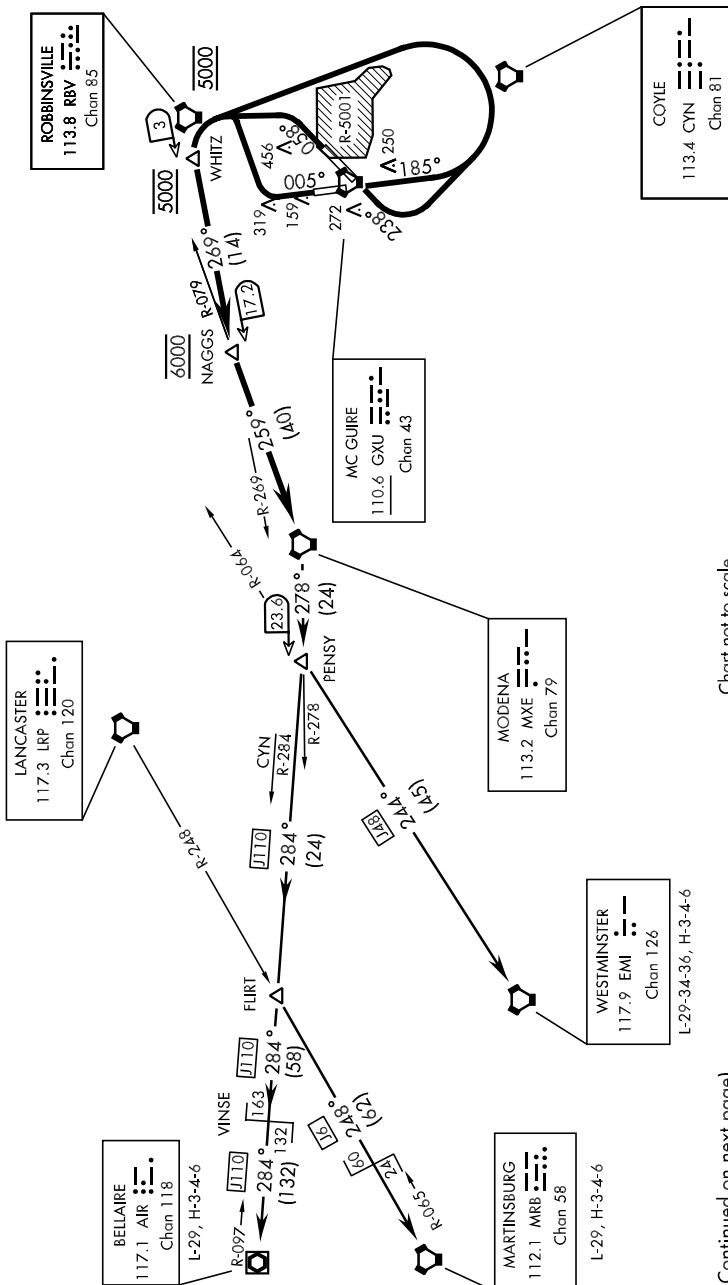 ROBBINSVILLE
113.8 RBV
Chan 85
COYLE
113.4 CYN
Chan 81
5000
3
WHITZ
5000
R-5001
456
058°
250
005°
185°
319
159
272
238°
269°
(14)
R-079
17.2
6000
NAGGS
MC GUIRE
110.6 GXU
Chan 43
259°
(40)
R-269
R-064
23.6
278°
(24)
PENSY
MODENA
113.2 MXE
Chan 79
LANCASTER
117.3 LRP
Chan 120
CYN
R-284
R-278
J110
284°
(24)
J48
244°
(45)
R-248
FLIRT
WESTMINSTER
117.9 EMI
Chan 126
L-29-34-36, H-3-4-6
J110
284°
(58)
VINSE
163
132
J6
248°
(62)
60
24
J110
284°
(132)
R-097
R-065
BELLAIRE
117.1 AIR
Chan 118
L-29, H-3-4-6
MARTINSBURG
112.1 MRB
Chan 58
L-29, H-3-4-6
Chart not to scale
(Continued on next page)